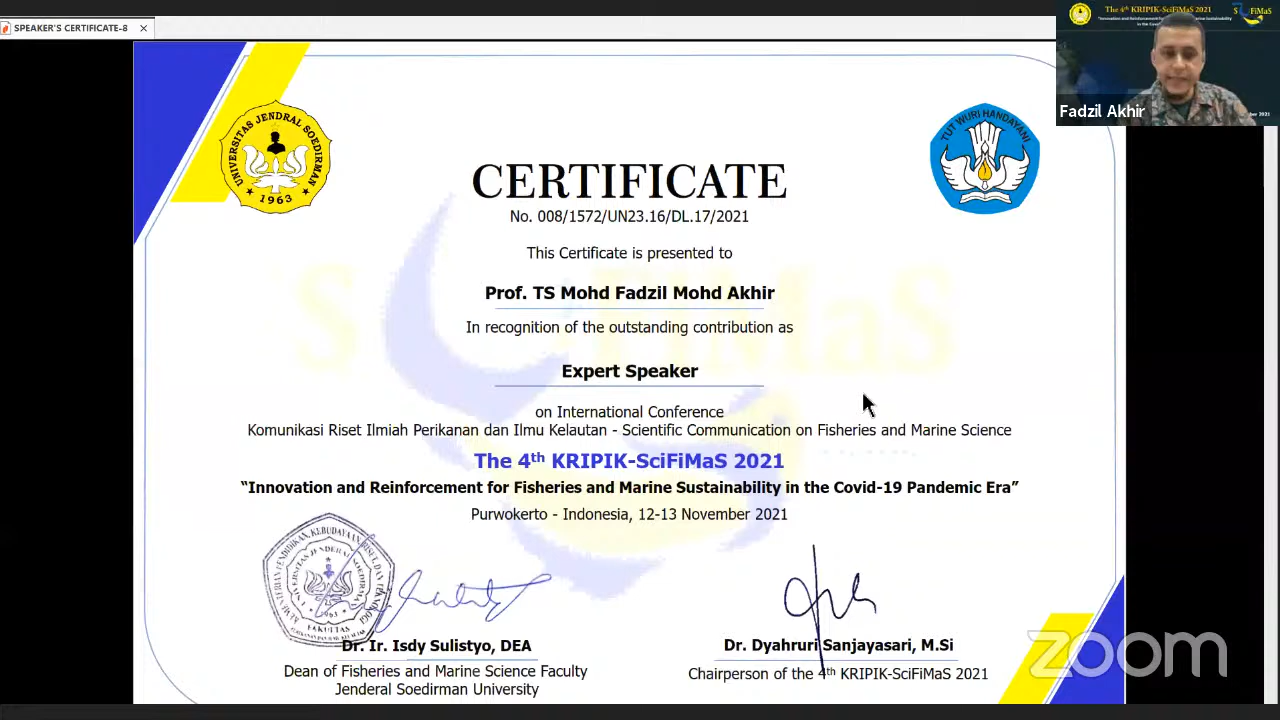 SPEAKER'S CERTIFICATE-8
The 4th KRIPIK-SciFiMaS 2021
Fadzil Akhir
UNIVERSITAS JENDRAL SOEDIRMAN
1963
TUT WURI HANDAYANI
CERTIFICATE
No. 008/1572/UN23.16/DL.17/2021
This Certificate is presented to
Prof. TS Mohd Fadzil Mohd Akhir
In recognition of the outstanding contribution as
Expert Speaker
on International Conference
Komunikasi Riset Ilmiah Perikanan dan Ilmu Kelautan - Scientific Communication on Fisheries and Marine Science
The 4th KRIPIK-SciFiMaS 2021
“Innovation and Reinforcement for Fisheries and Marine Sustainability in the Covid-19 Pandemic Era”
Purwokerto - Indonesia, 12-13 November 2021
Dr. Ir. Isdy Sulistyo, DEA
Dean of Fisheries and Marine Science Faculty
Jenderal Soedirman University
Dr. Dyahruri Sanjayasari, M.Si
Chairperson of the 4th KRIPIK-SciFiMaS 2021
zoom